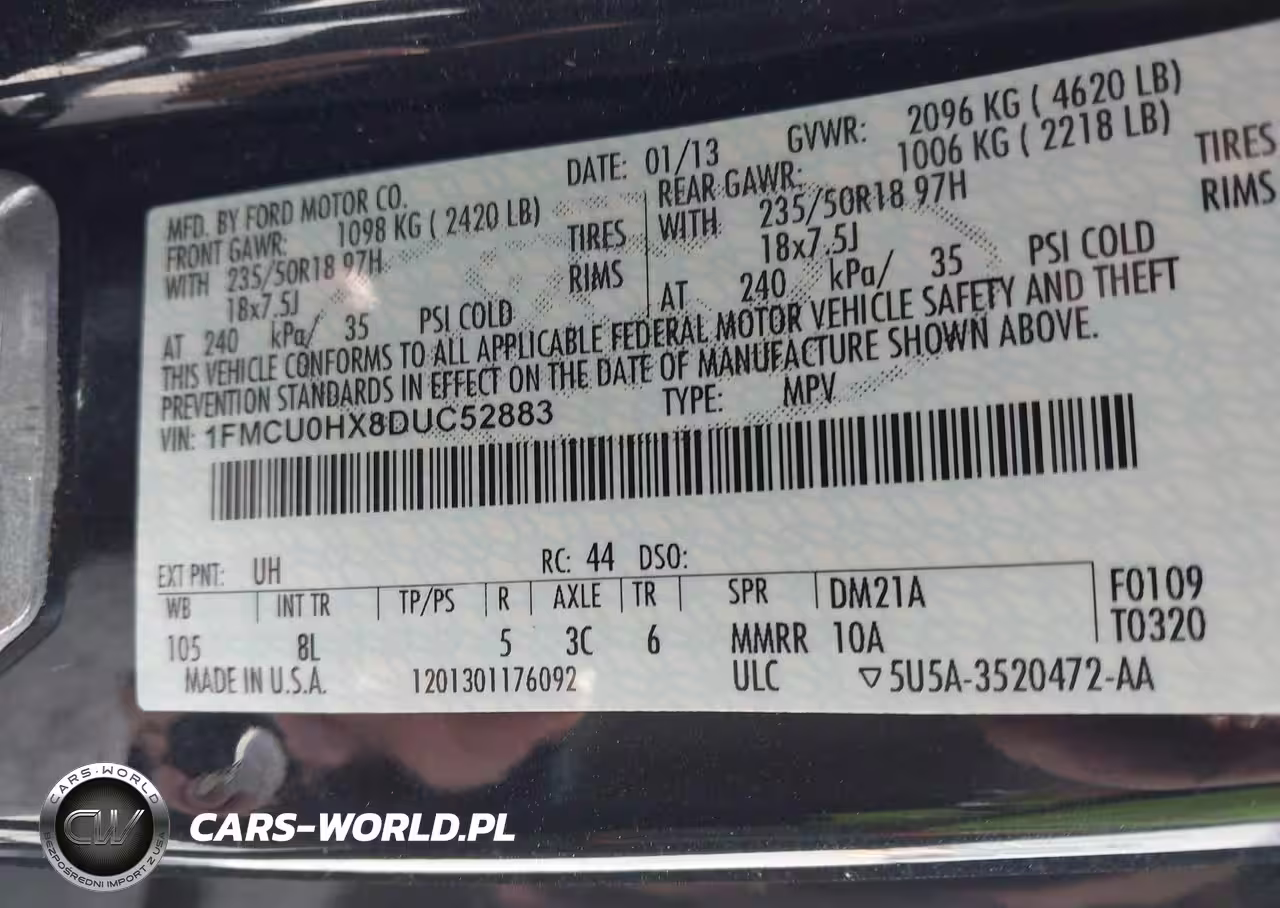 MFD. BY FORD MOTOR CO. DATE: 01/13 GVWR: 2096 KG ( 4620 LB)
FRONT GAWR: 1098 KG ( 2420 LB) REAR GAWR: 1006 KG ( 2218 LB)
WITH 235/50R18 97H TIRES WITH 235/50R18 97H TIRES
18x7.5J RIMS 18x7.5J RIMS
AT 240 kPa/ 35 PSI COLD AT 240 kPa/ 35 PSI COLD
THIS VEHICLE CONFORMS TO ALL APPLICABLE FEDERAL MOTOR VEHICLE SAFETY AND THEFT
PREVENTION STANDARDS IN EFFECT ON THE DATE OF MANUFACTURE SHOWN ABOVE.
VIN: 1FMCU0HX8DUC52883 TYPE: MPV
EXT PNT: UH RC: 44 DSO:
WB INT TR TP/PS R AXLE TR SPR DM21A F0109
105 8L 5 3C 6 MMRR 10A T0320
MADE IN U.S.A. 1201301176092 ULC ▽5U5A-3520472-AA
CARS-WORLD
CW
BEZPOŚREDNI IMPORT Z USA
CARS-WORLD.PL